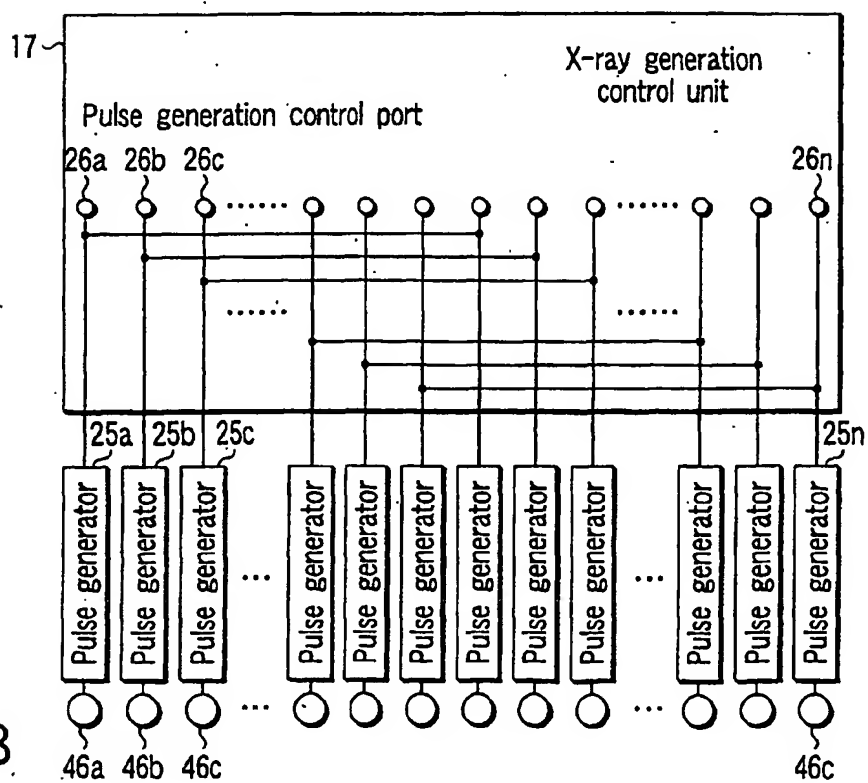 17
X-ray generation
control unit
Pulse generation control port
26a 26b 26c 26n
25a 25b 25c 25n
Pulse generator
Pulse generator
Pulse generator
Pulse generator
Pulse generator
Pulse generator
Pulse generator
Pulse generator
Pulse generator
Pulse generator
Pulse generator
Pulse generator
46a 46b 46c 46c